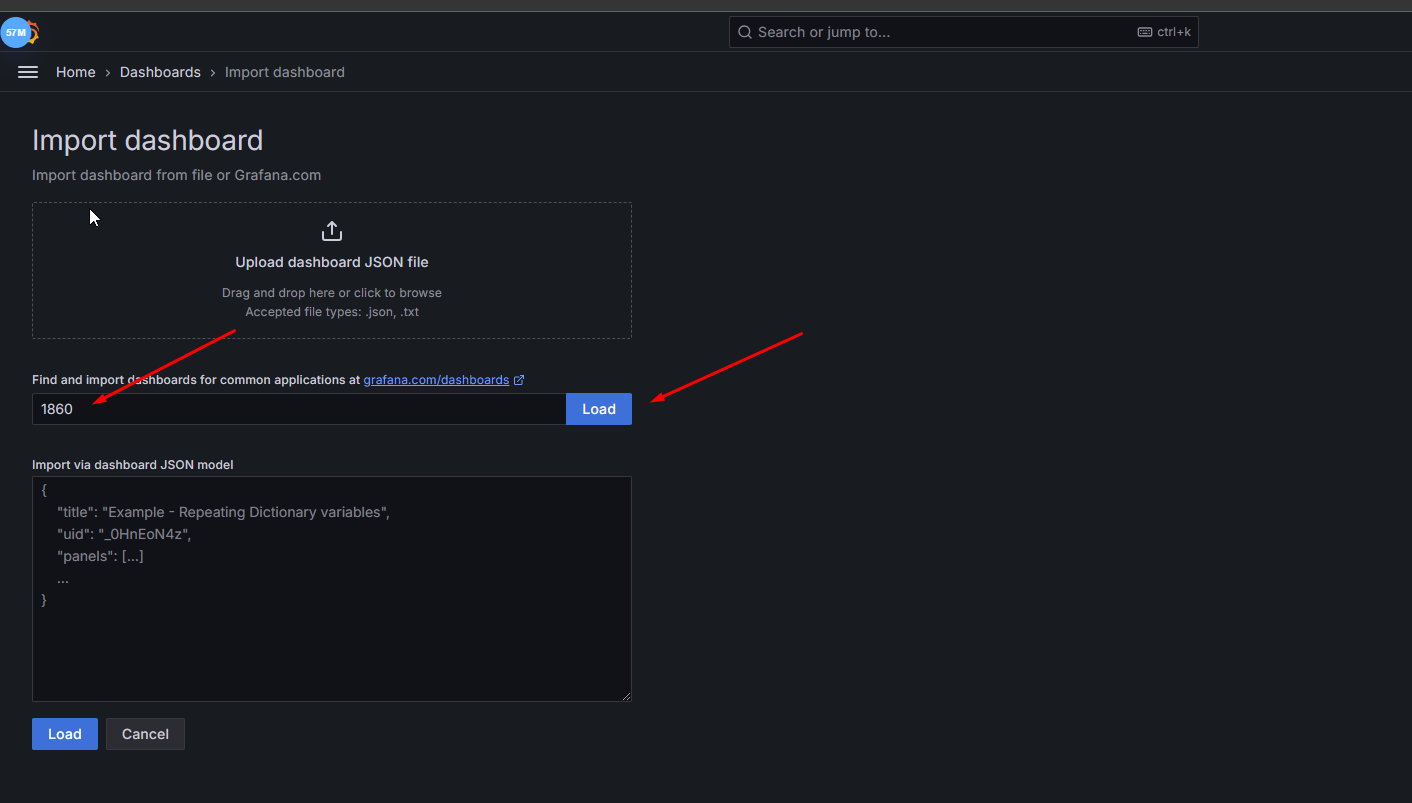 57M
Search or jump to...
ctrl+k
Home › Dashboards › Import dashboard
Import dashboard
Import dashboard from file or Grafana.com
Upload dashboard JSON file
Drag and drop here or click to browse
Accepted file types: .json, .txt
Find and import dashboards for common applications at grafana.com/dashboards
1860
Load
Import via dashboard JSON model
{
"title": "Example - Repeating Dictionary variables",
"uid": "_0HnEoN4z",
"panels": [...]
...
}
Load
Cancel